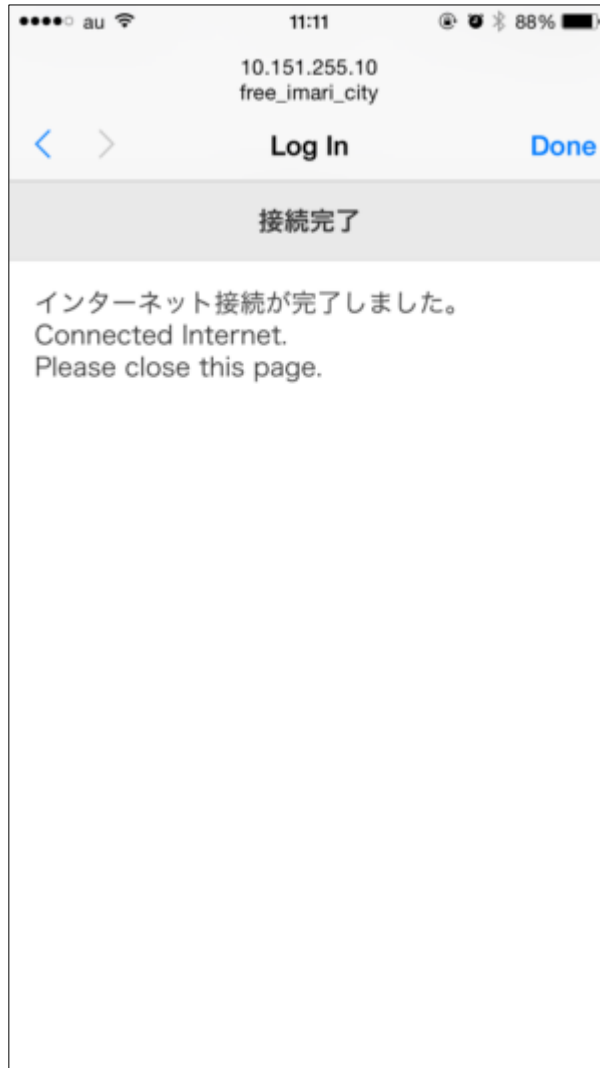 au
11:11
88%
10.151.255.10
free_imari_city
Log In
Done
接続完了
インターネット接続が完了しました。
Connected Internet.
Please close this page.